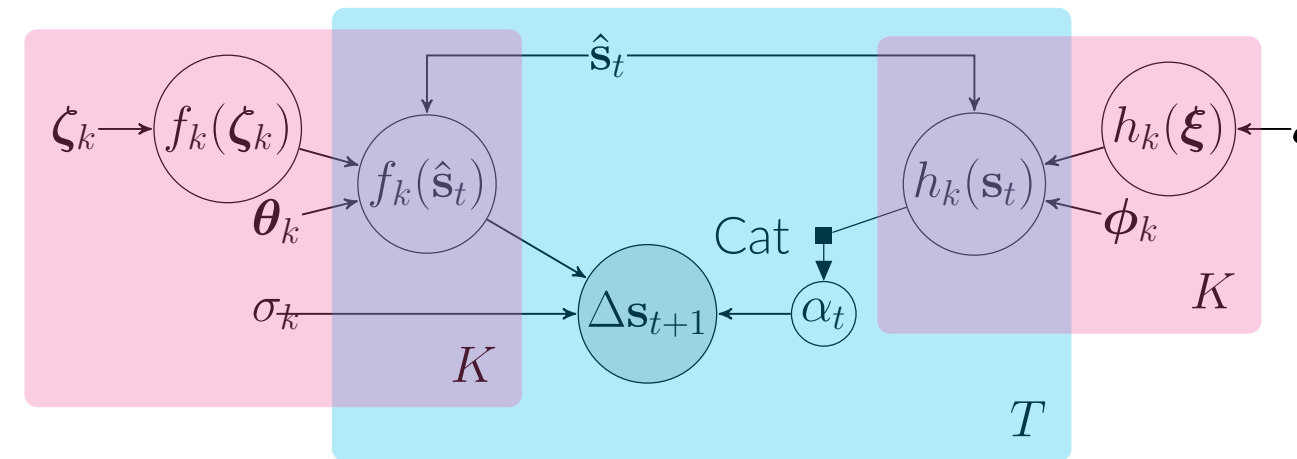 ŝ_t
ζ_k
f_k(ζ_k)
f_k(ŝ_t)
θ_k
σ_k
K
Δs_{t+1}
Cat
α_t
h_k(s_t)
h_k(ξ)
ϕ_k
K
T